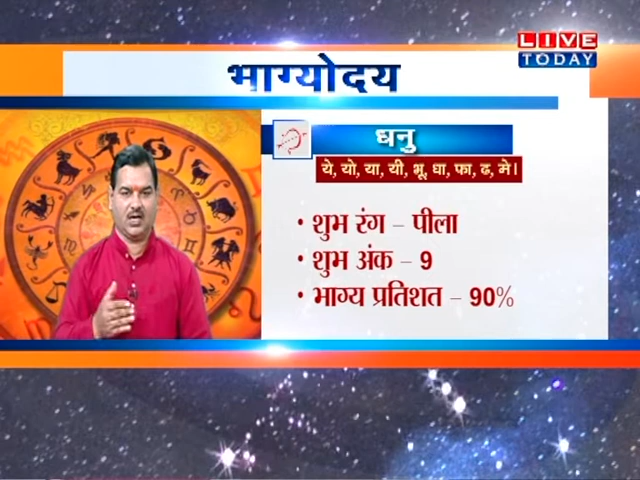 LIVE
TODAY
भाग्योदय
धनु
ये, यो, या, यी, भू, धा, फा, ढ, मे।
• शुभ रंग – पीला
• शुभ अंक – 9
• भाग्य प्रतिशत – 90%